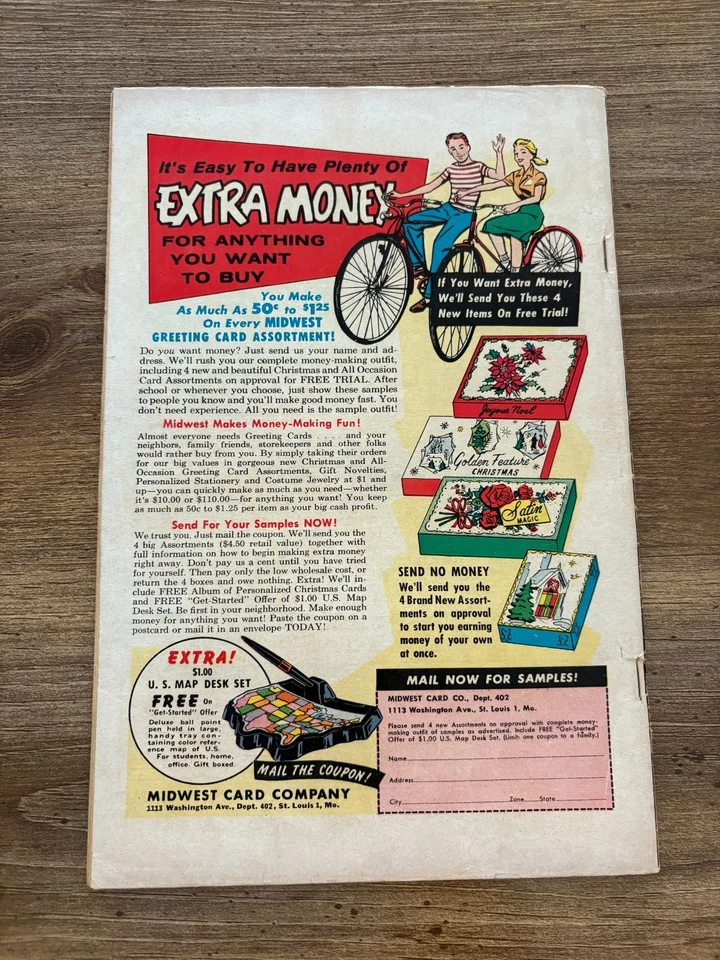 It's Easy To Have Plenty Of
EXTRA MONEY
FOR ANYTHING
YOU WANT
TO BUY
If You Want Extra Money,
We'll Send You These 4
New Items On Free Trial!
You Make
As Much As 50¢ to $1²⁵
On Every MIDWEST
GREETING CARD ASSORTMENT!
Do you want money? Just send us your name and ad-
dress. We'll rush you our complete money-making outfit,
including 4 new and beautiful Christmas and All Occasion
Card Assortments on approval for FREE TRIAL. After
school or whenever you choose, just show these samples
to people you know and you'll make good money fast. You
don't need experience. All you need is the sample outfit!
Midwest Makes Money-Making Fun!
Almost everyone needs Greeting Cards . . . . and your
neighbors, family friends, storekeepers and other folks
would rather buy from you. By simply taking their orders
for our big values in gorgeous new Christmas and All-
Occasion Greeting Card Assortments, Gift Novelties,
Personalized Stationery and Costume Jewelry at $1 and
up—you can quickly make as much as you need—whether
it's $10.00 or $110.00—for anything you want! You keep
as much as 50c to $1.25 per item as your big cash profit.
Send For Your Samples NOW!
We trust you. Just mail the coupon. We'll send you the
4 big Assortments ($4.50 retail value) together with
full information on how to begin making extra money
right away. Don't pay us a cent until you have tried
for yourself. Then pay only the low wholesale cost, or
return the 4 boxes and owe nothing. Extra! We'll in-
clude FREE Album of Personalized Christmas Cards
and FREE "Get-Started" Offer of $1.00 U.S. Map
Desk Set. Be first in your neighborhood. Make enough
money for anything you want! Paste the coupon on a
postcard or mail it in an envelope TODAY!
Joyous Noel
Golden Feature
CHRISTMAS
Satin
MAGIC
SEND NO MONEY
We'll send you the
4 Brand New Assort-
ments on approval
to start you earning
money of your own
at once.
EXTRA!
$1.00
U. S. MAP DESK SET
FREE On
"Get-Started" Offer
Deluxe ball point
pen held in large,
handy tray con-
taining color refer-
ence map of U.S.
For students, home,
office. Gift boxed.
MAIL THE COUPON!
MIDWEST CARD COMPANY
1113 Washington Ave., Dept. 402, St. Louis 1, Mo.
MAIL NOW FOR SAMPLES!
MIDWEST CARD CO., Dept. 402
1113 Washington Ave., St. Louis 1, Mo.
Please send 4 new Assortments on approval with complete money-
making outfit of samples as advertised. Include FREE "Get-Started"
Offer of $1.00 U.S. Map Desk Set. (Limit: one coupon to a family.)
Name
Address
City Zone State